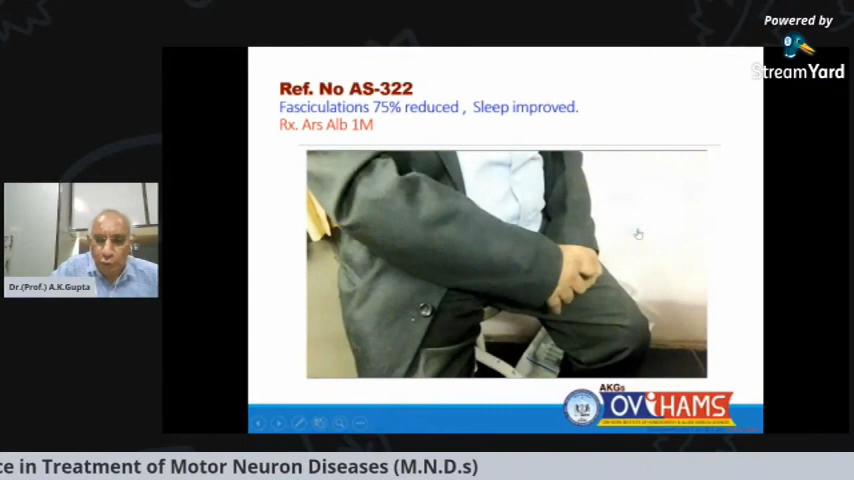 Powered by
StreamYard
Ref. No AS-322
Fasciculations 75% reduced , Sleep improved.
Rx. Ars Alb 1M
Dr.(Prof.) A.K.Gupta
AKGs
OVIHAMS
ce in Treatment of Motor Neuron Diseases (M.N.D.s)